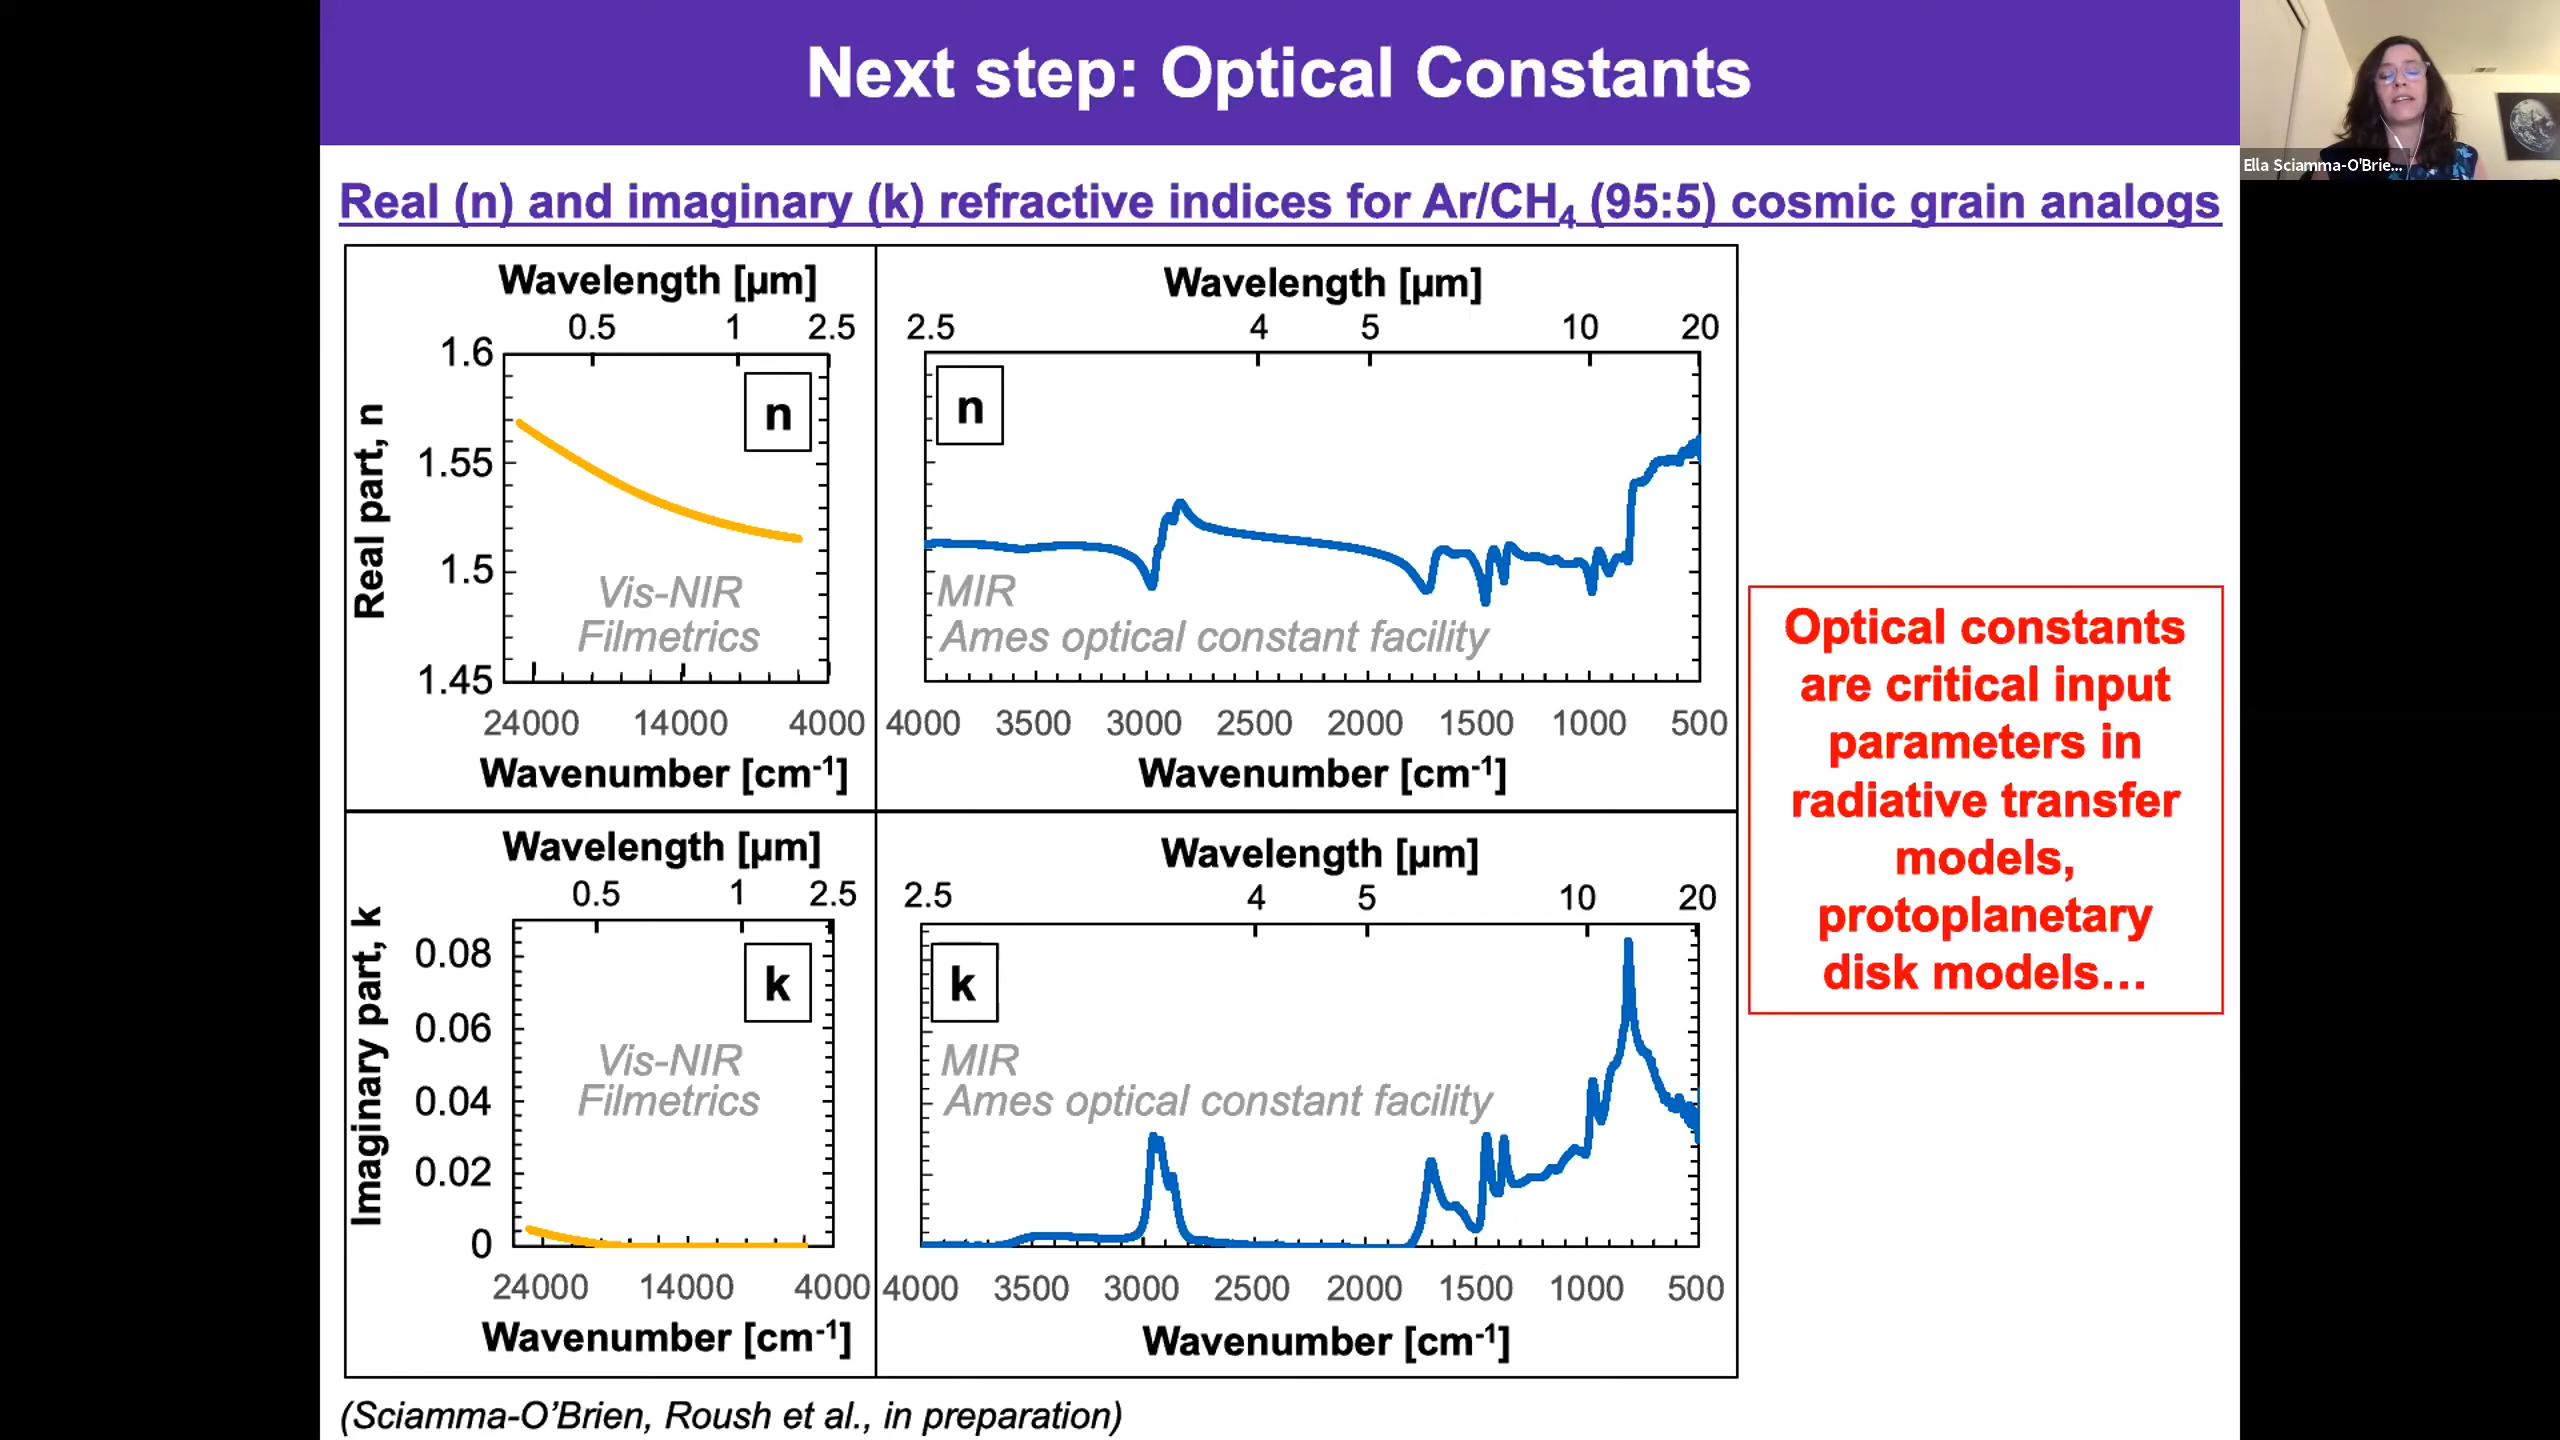 Next step: Optical Constants
Ella Sciamma-O'Brie...
Real (n) and imaginary (k) refractive indices for Ar/CH₄ (95:5) cosmic grain analogs
Wavelength [µm]
0.5 1 2.5
1.6
1.55
1.5
1.45
Real part, n
n
Vis-NIR
Filmetrics
24000 14000 4000
Wavenumber [cm⁻¹]
Wavelength [µm]
2.5 4 5 10 20
n
MIR
Ames optical constant facility
4000 3500 3000 2500 2000 1500 1000 500
Wavenumber [cm⁻¹]
Wavelength [µm]
0.5 1 2.5
0.08
0.06
0.04
0.02
0
Imaginary part, k
k
Vis-NIR
Filmetrics
24000 14000 4000
Wavenumber [cm⁻¹]
Wavelength [µm]
2.5 4 5 10 20
k
MIR
Ames optical constant facility
4000 3500 3000 2500 2000 1500 1000 500
Wavenumber [cm⁻¹]
Optical constants
are critical input
parameters in
radiative transfer
models,
protoplanetary
disk models…
(Sciamma-O’Brien, Roush et al., in preparation)